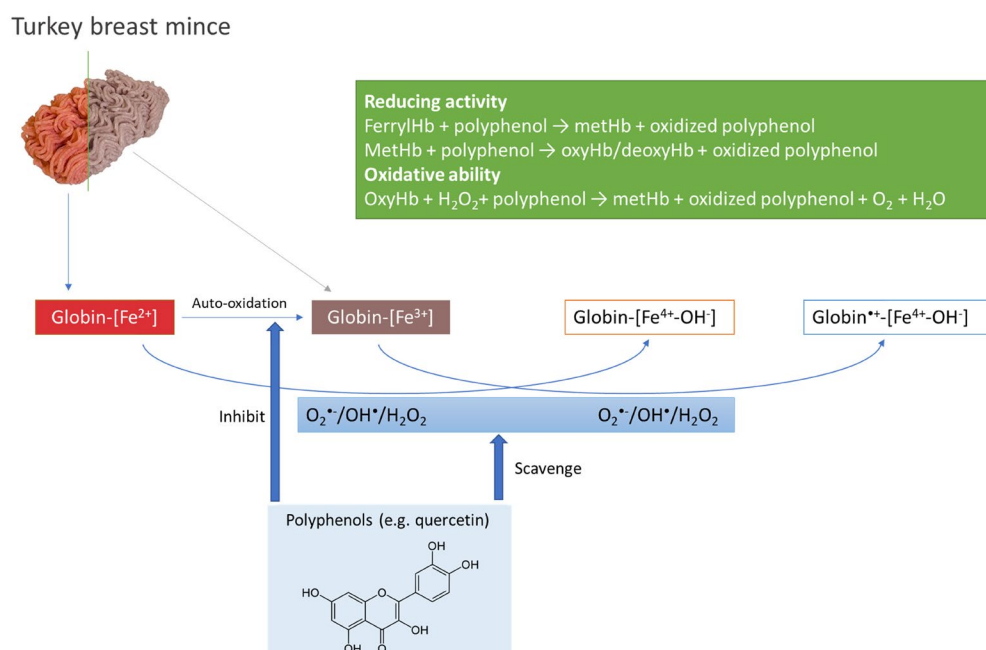 Turkey breast mince
Reducing activity
FerrylHb + polyphenol → metHb + oxidized polyphenol
MetHb + polyphenol → oxyHb/deoxyHb + oxidized polyphenol
Oxidative ability
OxyHb + H₂O₂+ polyphenol → metHb + oxidized polyphenol + O₂ + H₂O
Globin-[Fe²⁺]
Auto-oxidation
Globin-[Fe³⁺]
Globin-[Fe⁴⁺-OH⁻]
Globin•⁺-[Fe⁴⁺-OH⁻]
Inhibit
O₂•⁻/OH•/H₂O₂
O₂•⁻/OH•/H₂O₂
Scavenge
Polyphenols (e.g. quercetin)
OH
OH
HO
O
OH
OH
O